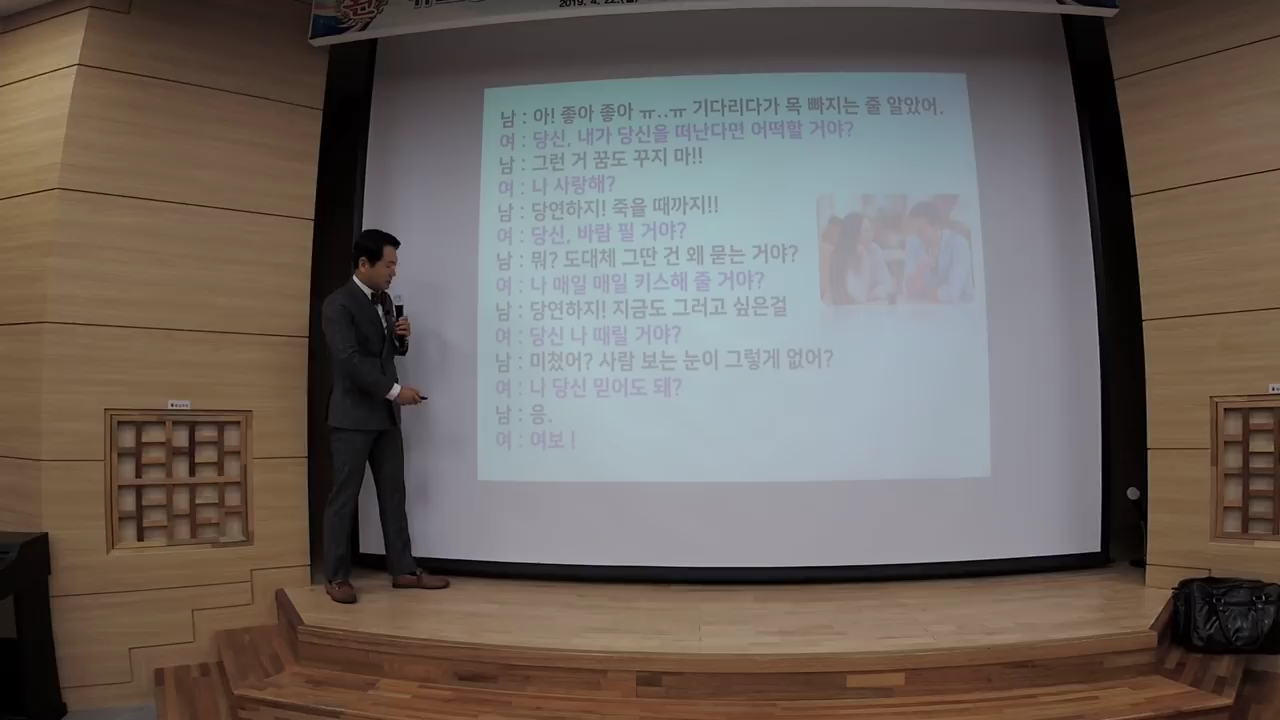 2019. 4. 22.(월)
남 : 아! 좋아 좋아 ㅠ..ㅠ 기다리다가 목 빠지는 줄 알았어.
여 : 당신, 내가 당신을 떠난다면 어떡할 거야?
남 : 그런 거 꿈도 꾸지 마!!
여 : 나 사랑해?
남 : 당연하지! 죽을 때까지!!
여 : 당신, 바람 필 거야?
남 : 뭐? 도대체 그딴 건 왜 묻는 거야?
여 : 나 매일 매일 키스해 줄 거야?
남 : 당연하지! 지금도 그러고 싶은걸
여 : 당신 나 때릴 거야?
남 : 미쳤어? 사람 보는 눈이 그렇게 없어?
여 : 나 당신 믿어도 돼?
남 : 응.
여 : 여보 !